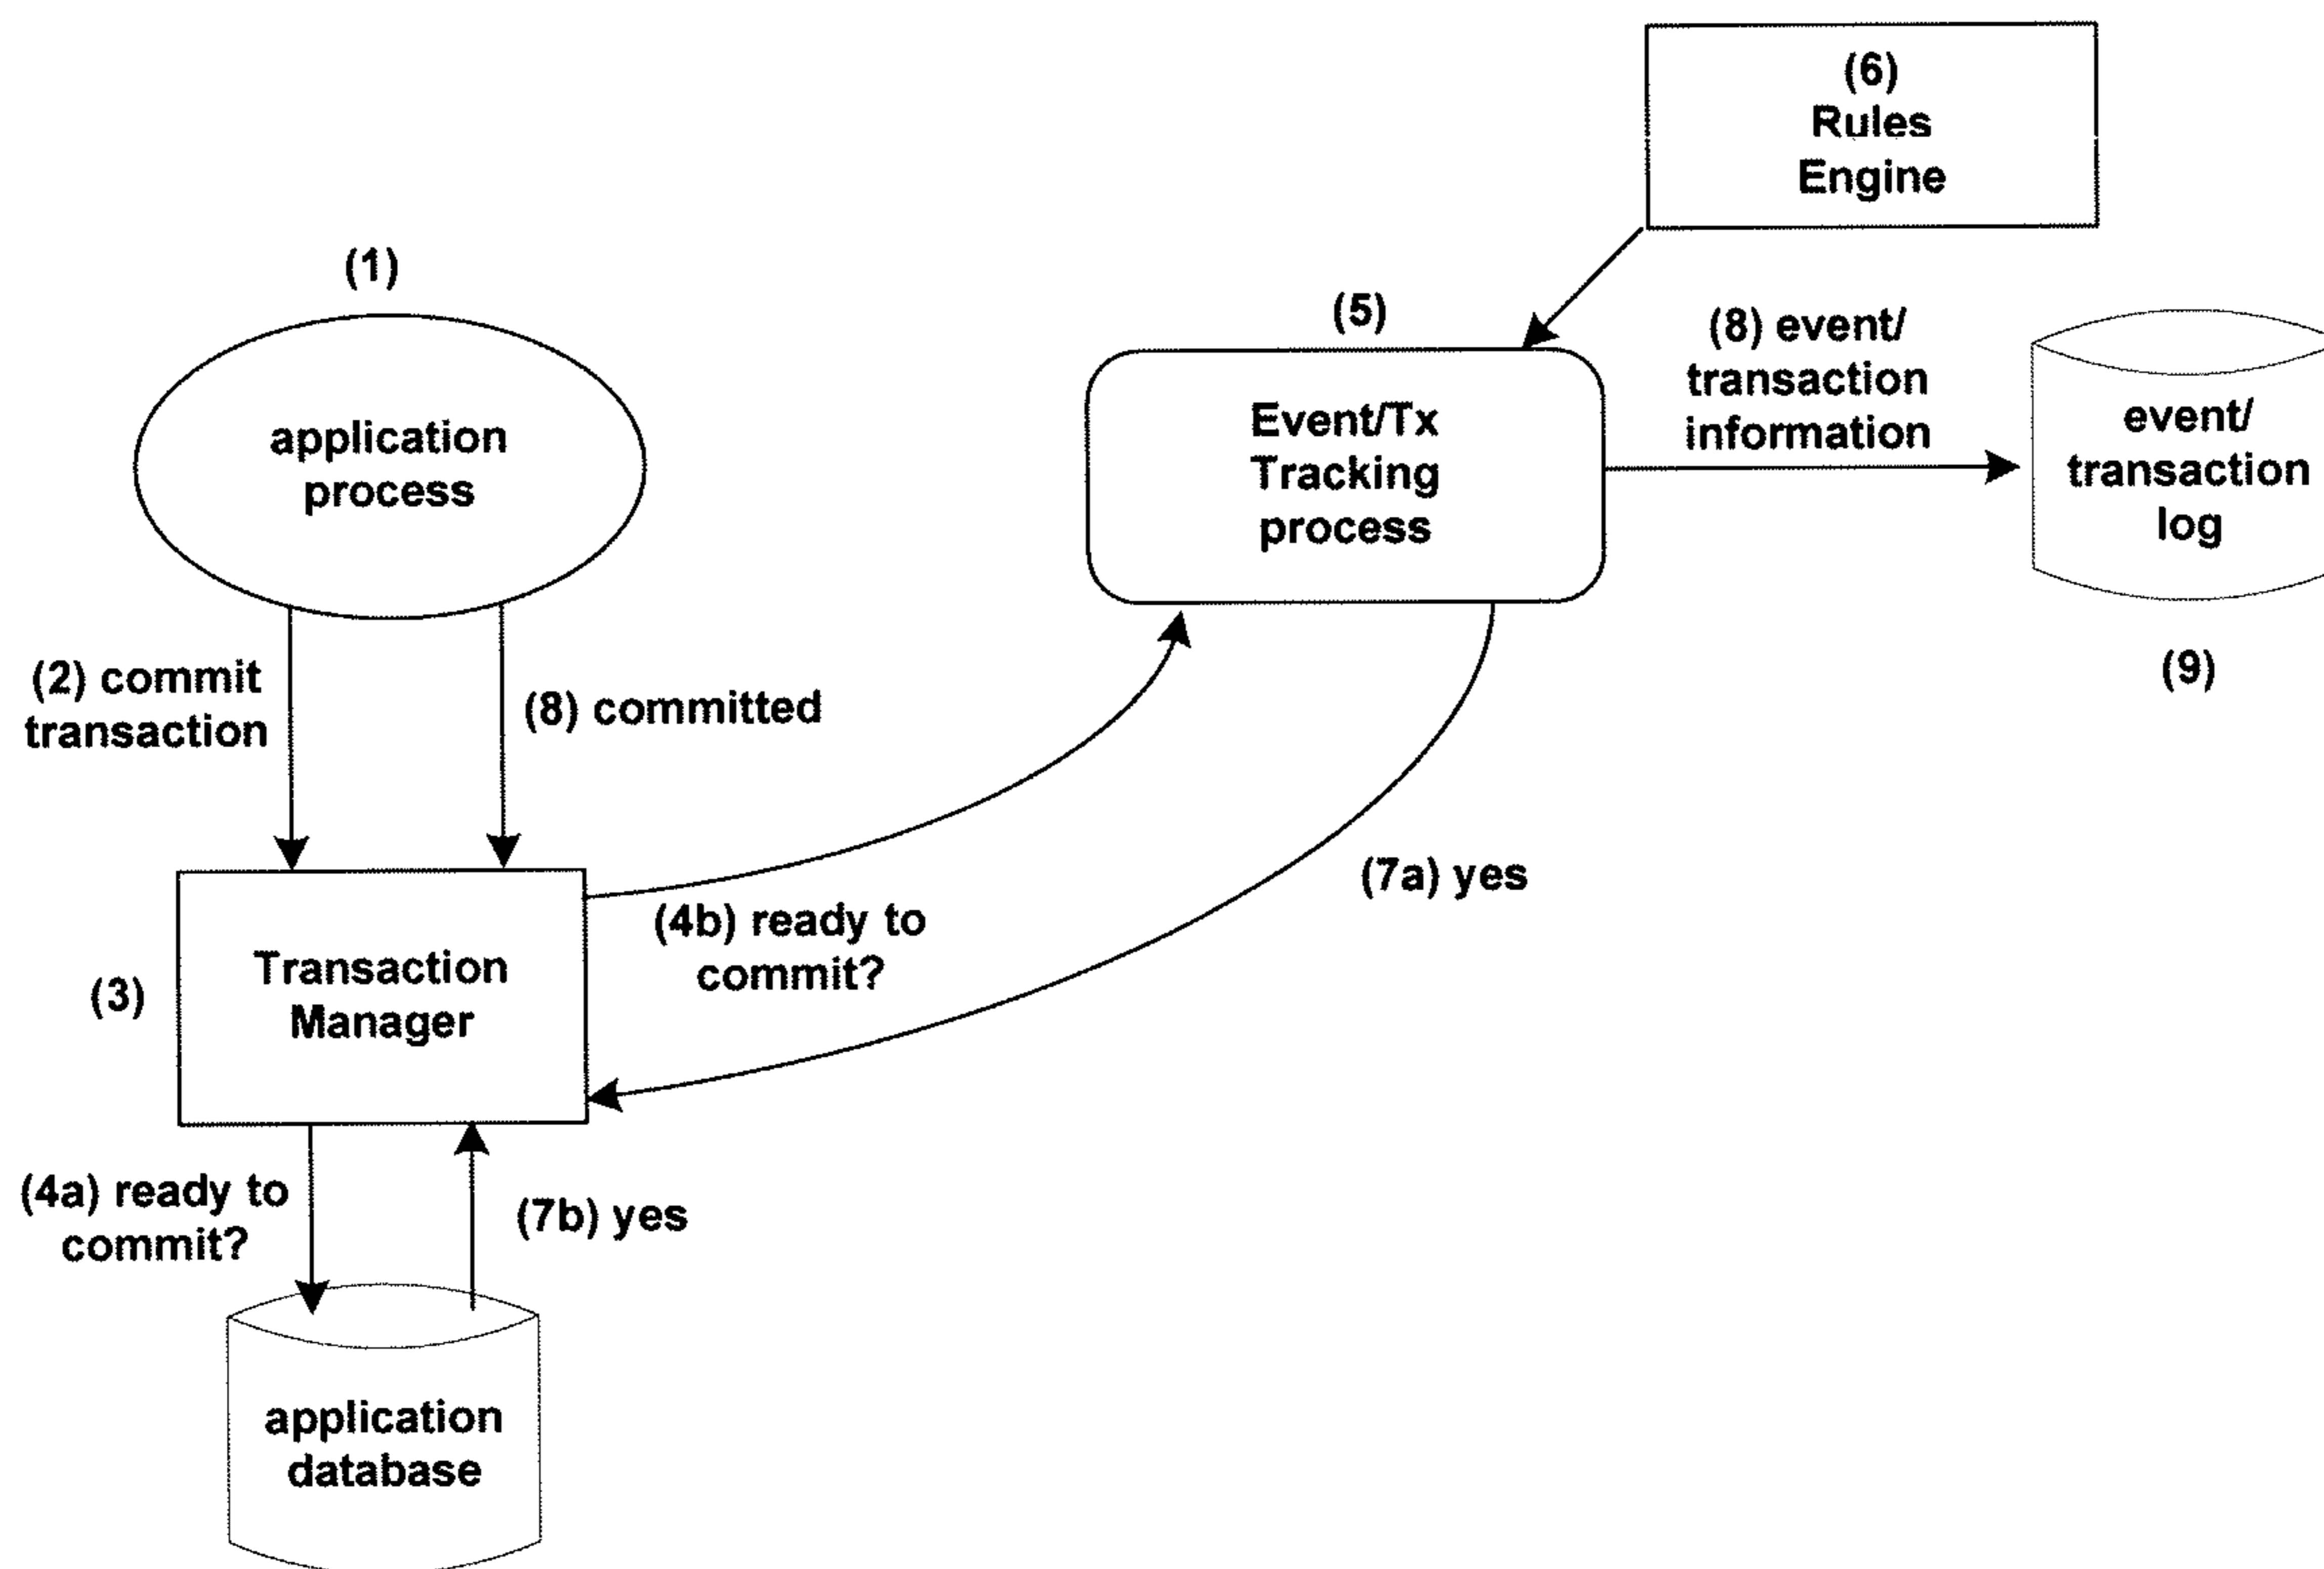 (6)
Rules
Engine
(1)
(5)
(8) event/
transaction
information
application
process
Event/Tx
Tracking
process
event/
transaction
log
(9)
(2) commit
transaction
(8) committed
(7a) yes
(4b) ready to
commit?
(3)
Transaction
Manager
(4a) ready to
commit?
(7b) yes
application
database